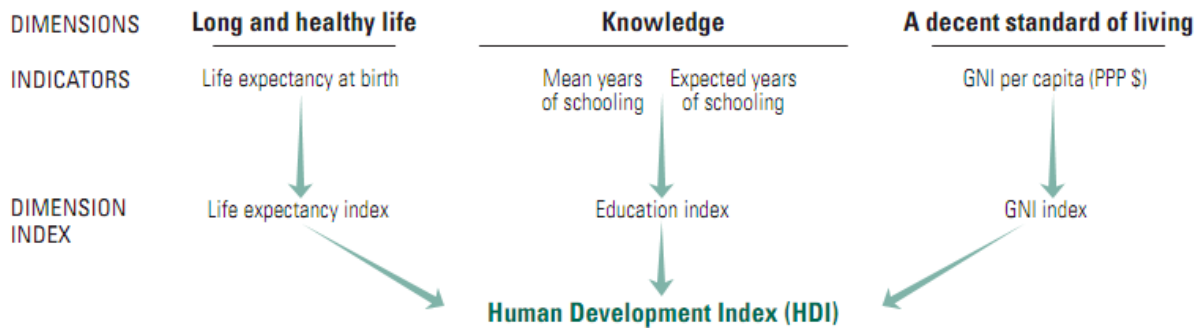 DIMENSIONS Long and healthy life Knowledge A decent standard of living
INDICATORS Life expectancy at birth Mean years Expected years GNI per capita (PPP $)
of schooling of schooling
DIMENSION Life expectancy index Education index GNI index
INDEX
Human Development Index (HDI)